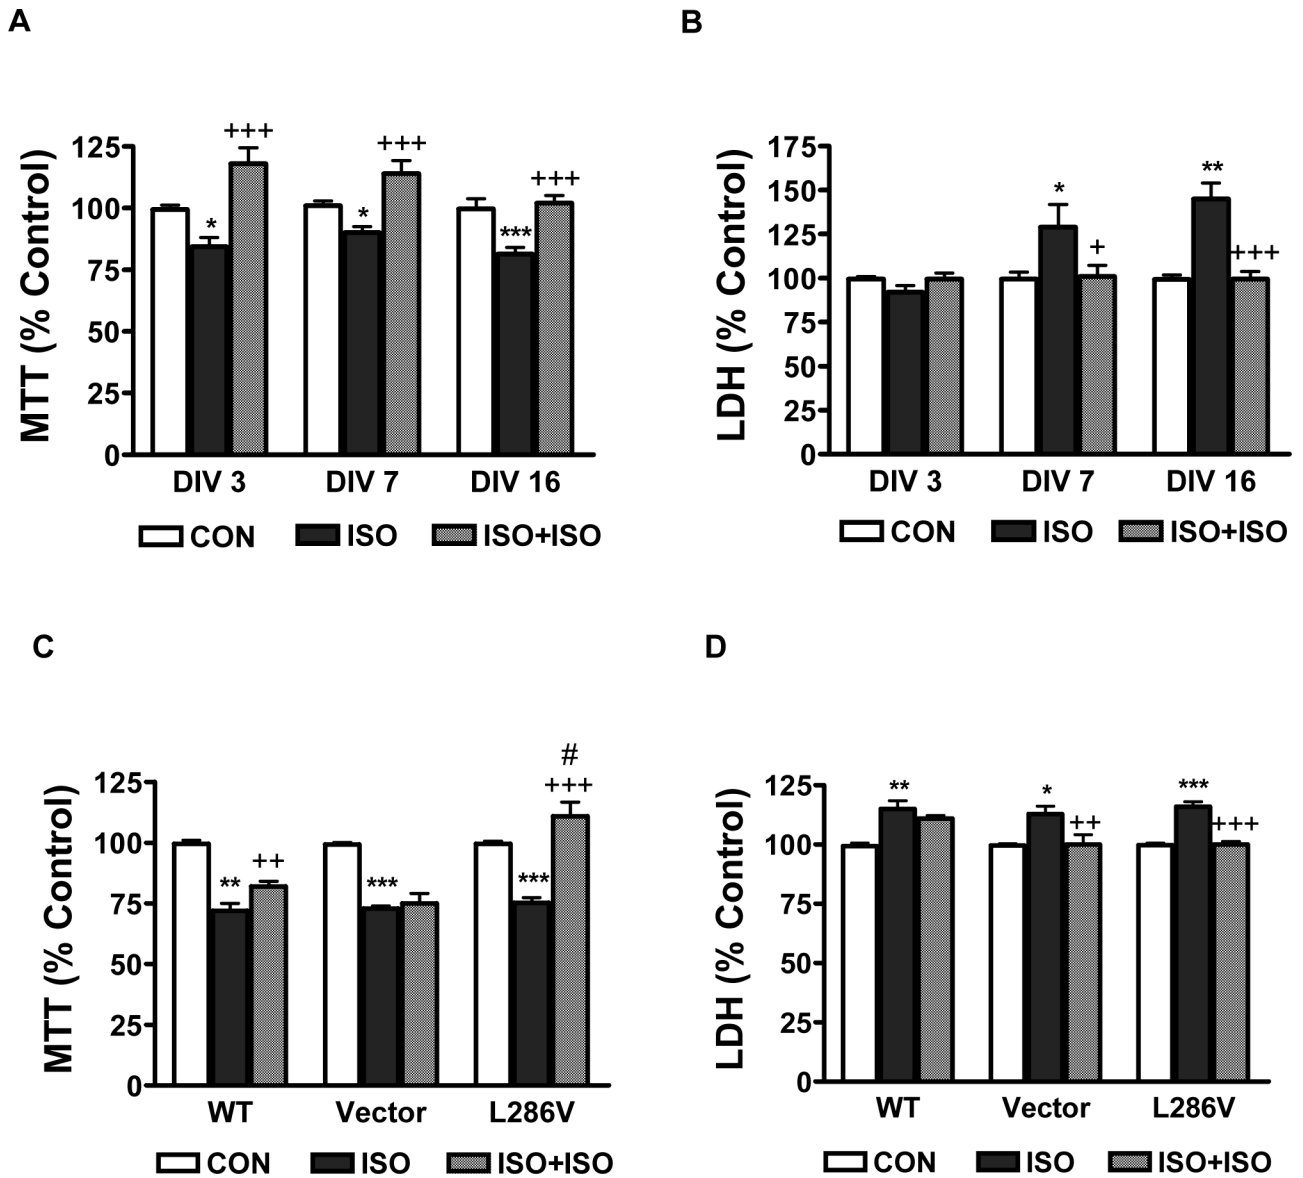 A
MTT (% Control)
125
100
75
50
25
0
+++
*
+++
*
+++
***
DIV 3 DIV 7 DIV 16
CON ISO ISO+ISO
B
LDH (% Control)
175
150
125
100
75
50
25
0
*
+
**
+++
DIV 3 DIV 7 DIV 16
CON ISO ISO+ISO
C
MTT (% Control)
125
100
75
50
25
0
**
++
***
***
#
+++
WT Vector L286V
CON ISO ISO+ISO
D
LDH (% Control)
125
100
75
50
25
0
**
*
++
***
+++
WT Vector L286V
CON ISO ISO+ISO